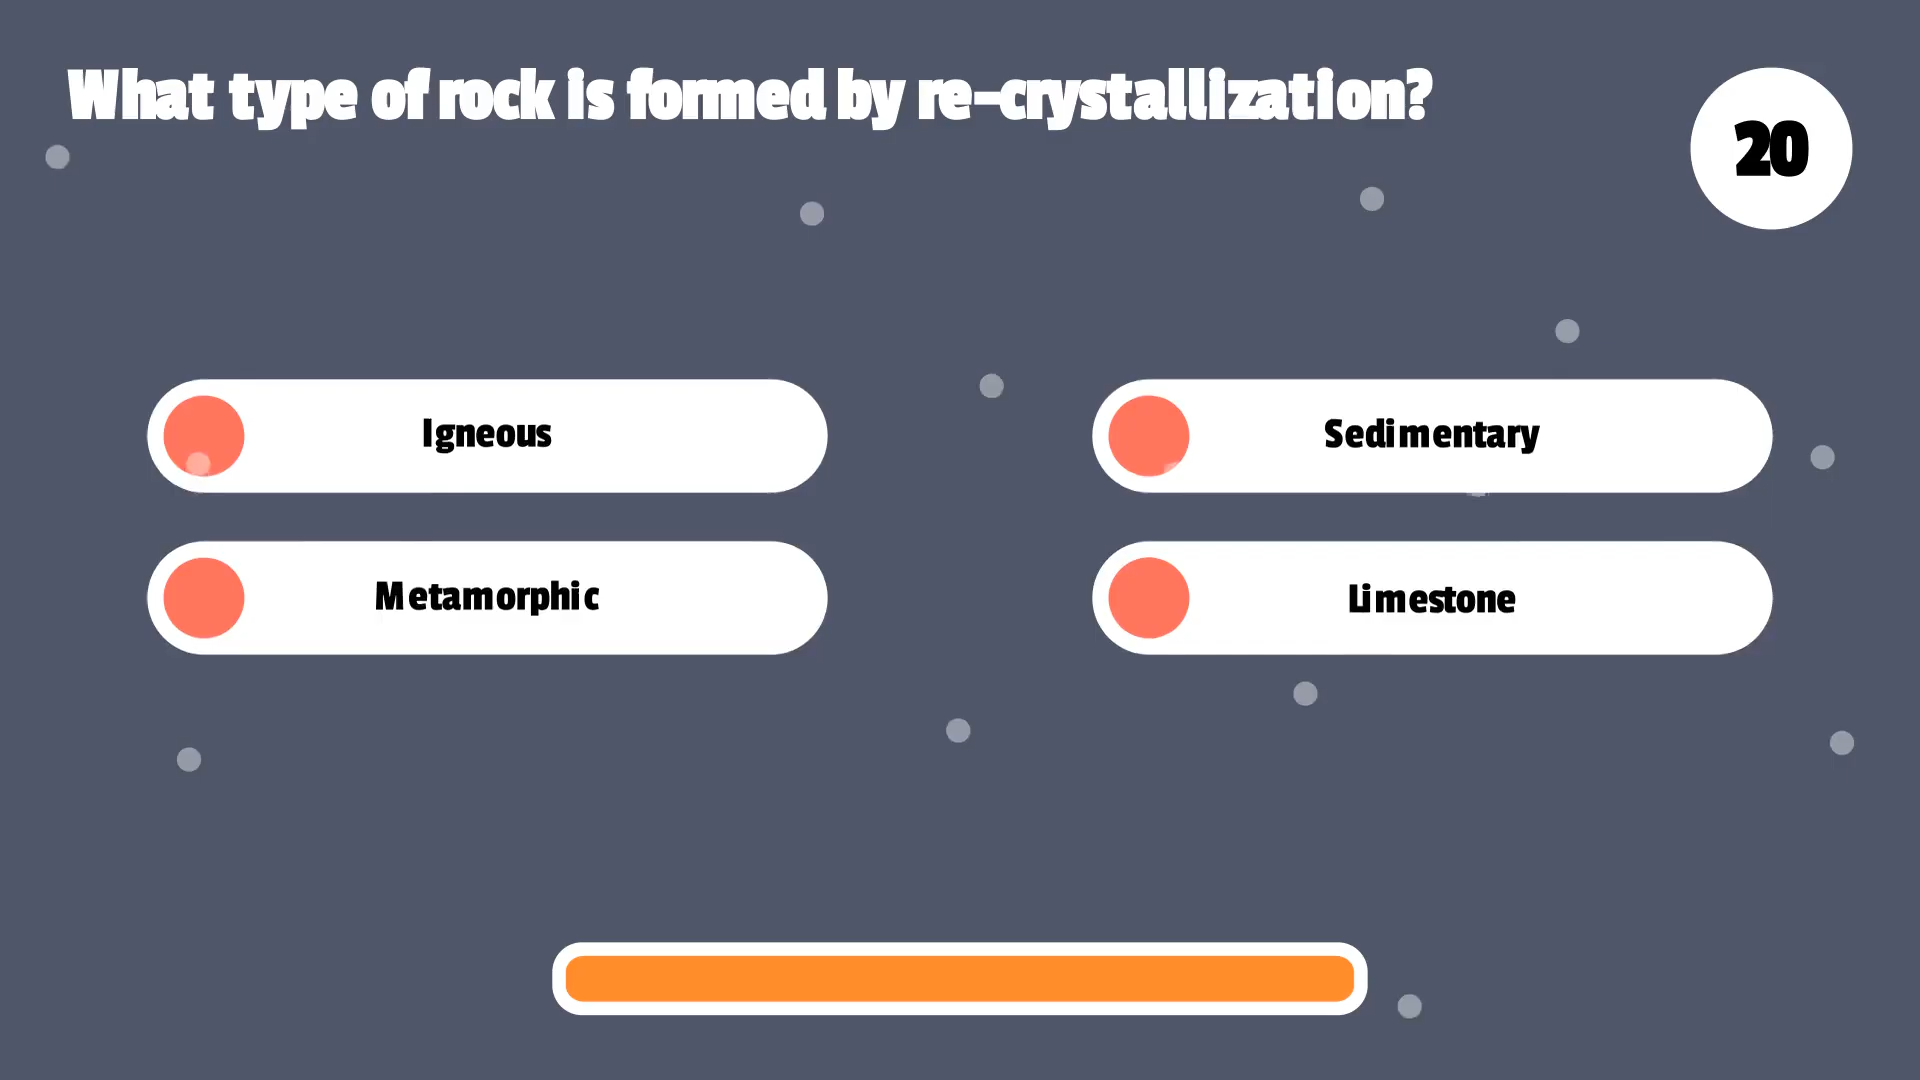 What type of rock is formed by re-crystallization?
20
Igneous
Sedimentary
Metamorphic
Limestone